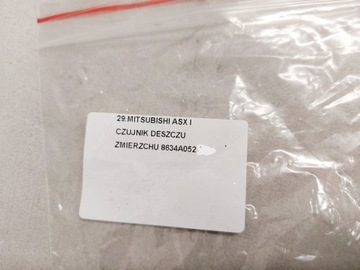 29.MITSUBISHI ASX I
CZUJNIK DESZCZU
ZMIERZCHU 8634A052